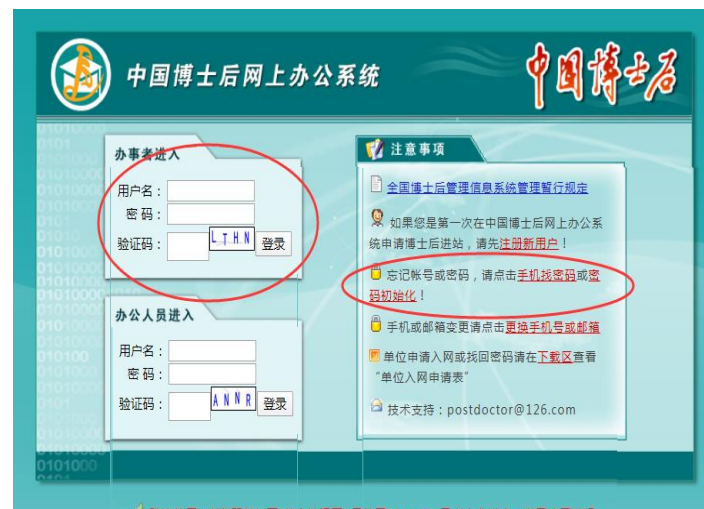 中国博士后网上办公系统
中国博士后
办事者进入
用户名：
密 码：
验证码：
L T H N
登录
办公人员进入
用户名：
密 码：
验证码：
A N N R
登录
注意事项
全国博士后管理信息系统管理暂行规定
如果您是第一次在中国博士后网上办公系
统申请博士后进站，请先注册新用户！
忘记帐号或密码，请点击手机找密码或密
码初始化！
手机或邮箱变更请点击更换手机号或邮箱
单位申请入网或找回密码请在下载区查看
“单位入网申请表”
技术支持：postdoctor@126.com